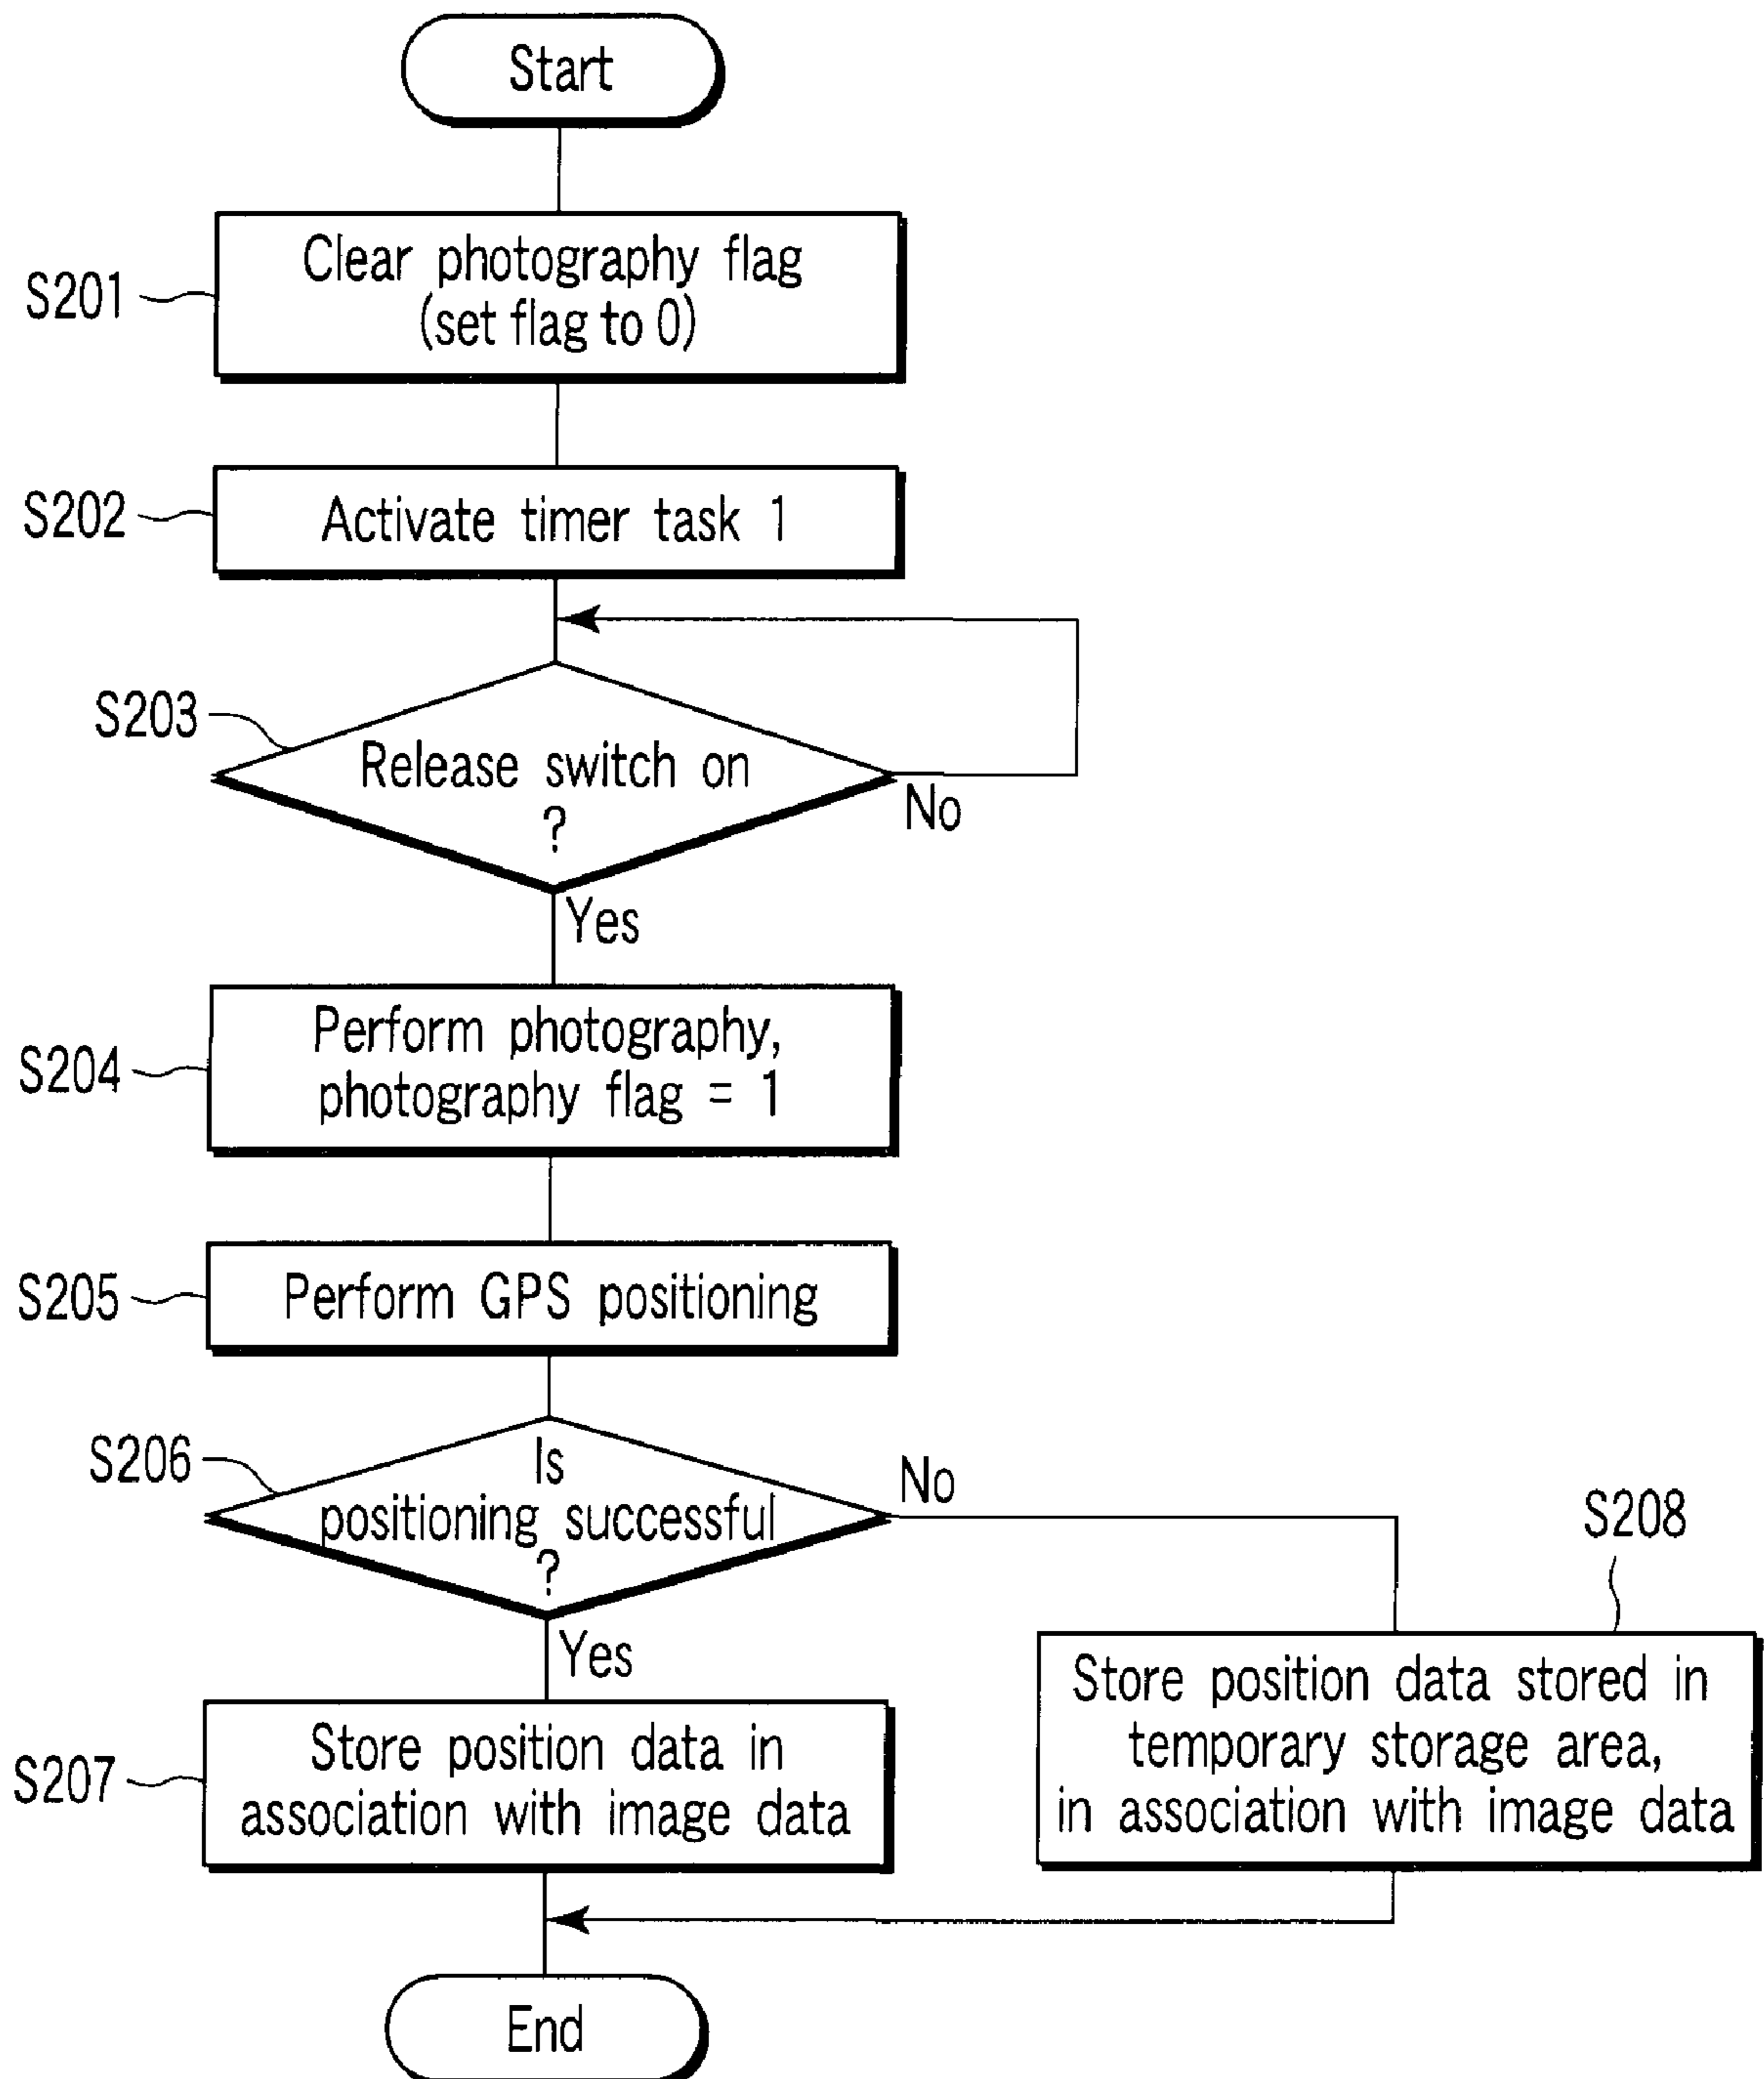 Start
S201
Clear photography flag
(set flag to 0)
S202
Activate timer task 1
S203
Release switch on
?
No
Yes
S204
Perform photography,
photography flag = 1
S205
Perform GPS positioning
S206
Is
positioning successful
?
No
Yes
S208
Store position data stored in
temporary storage area,
in association with image data
S207
Store position data in
association with image data
End